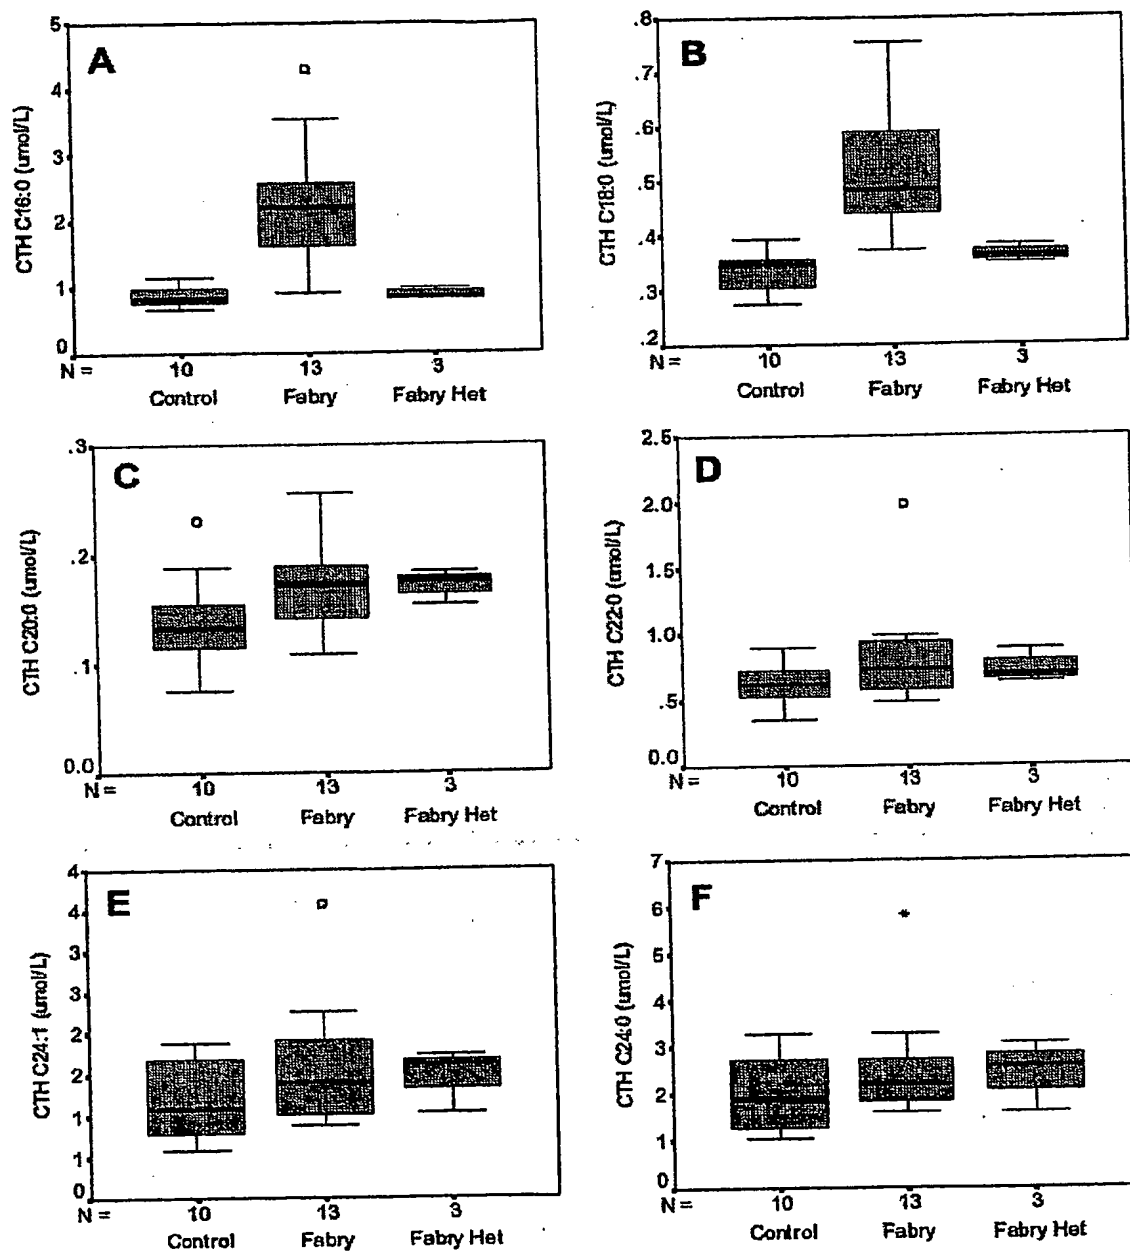 A
CTH C16:0 (umol/L)
5
4
3
2
1
0
N = 10 13 3
Control Fabry Fabry Het
B
CTH C18:0 (umol/L)
.8
.7
.6
.5
.4
.3
.2
N = 10 13 3
Control Fabry Fabry Het
C
CTH C20:0 (umol/L)
.3
.2
.1
0.0
N = 10 13 3
Control Fabry Fabry Het
D
CTH C22:0 (umol/L)
2.5
2.0
1.5
1.0
.5
0.0
N = 10 13 3
Control Fabry Fabry Het
E
CTH C24:1 (umol/L)
4
4
3
3
2
2
1
1
0
N = 10 13 3
Control Fabry Fabry Het
F
CTH C24:0 (umol/L)
7
6
5
4
3
2
1
0
N = 10 13 3
Control Fabry Fabry Het